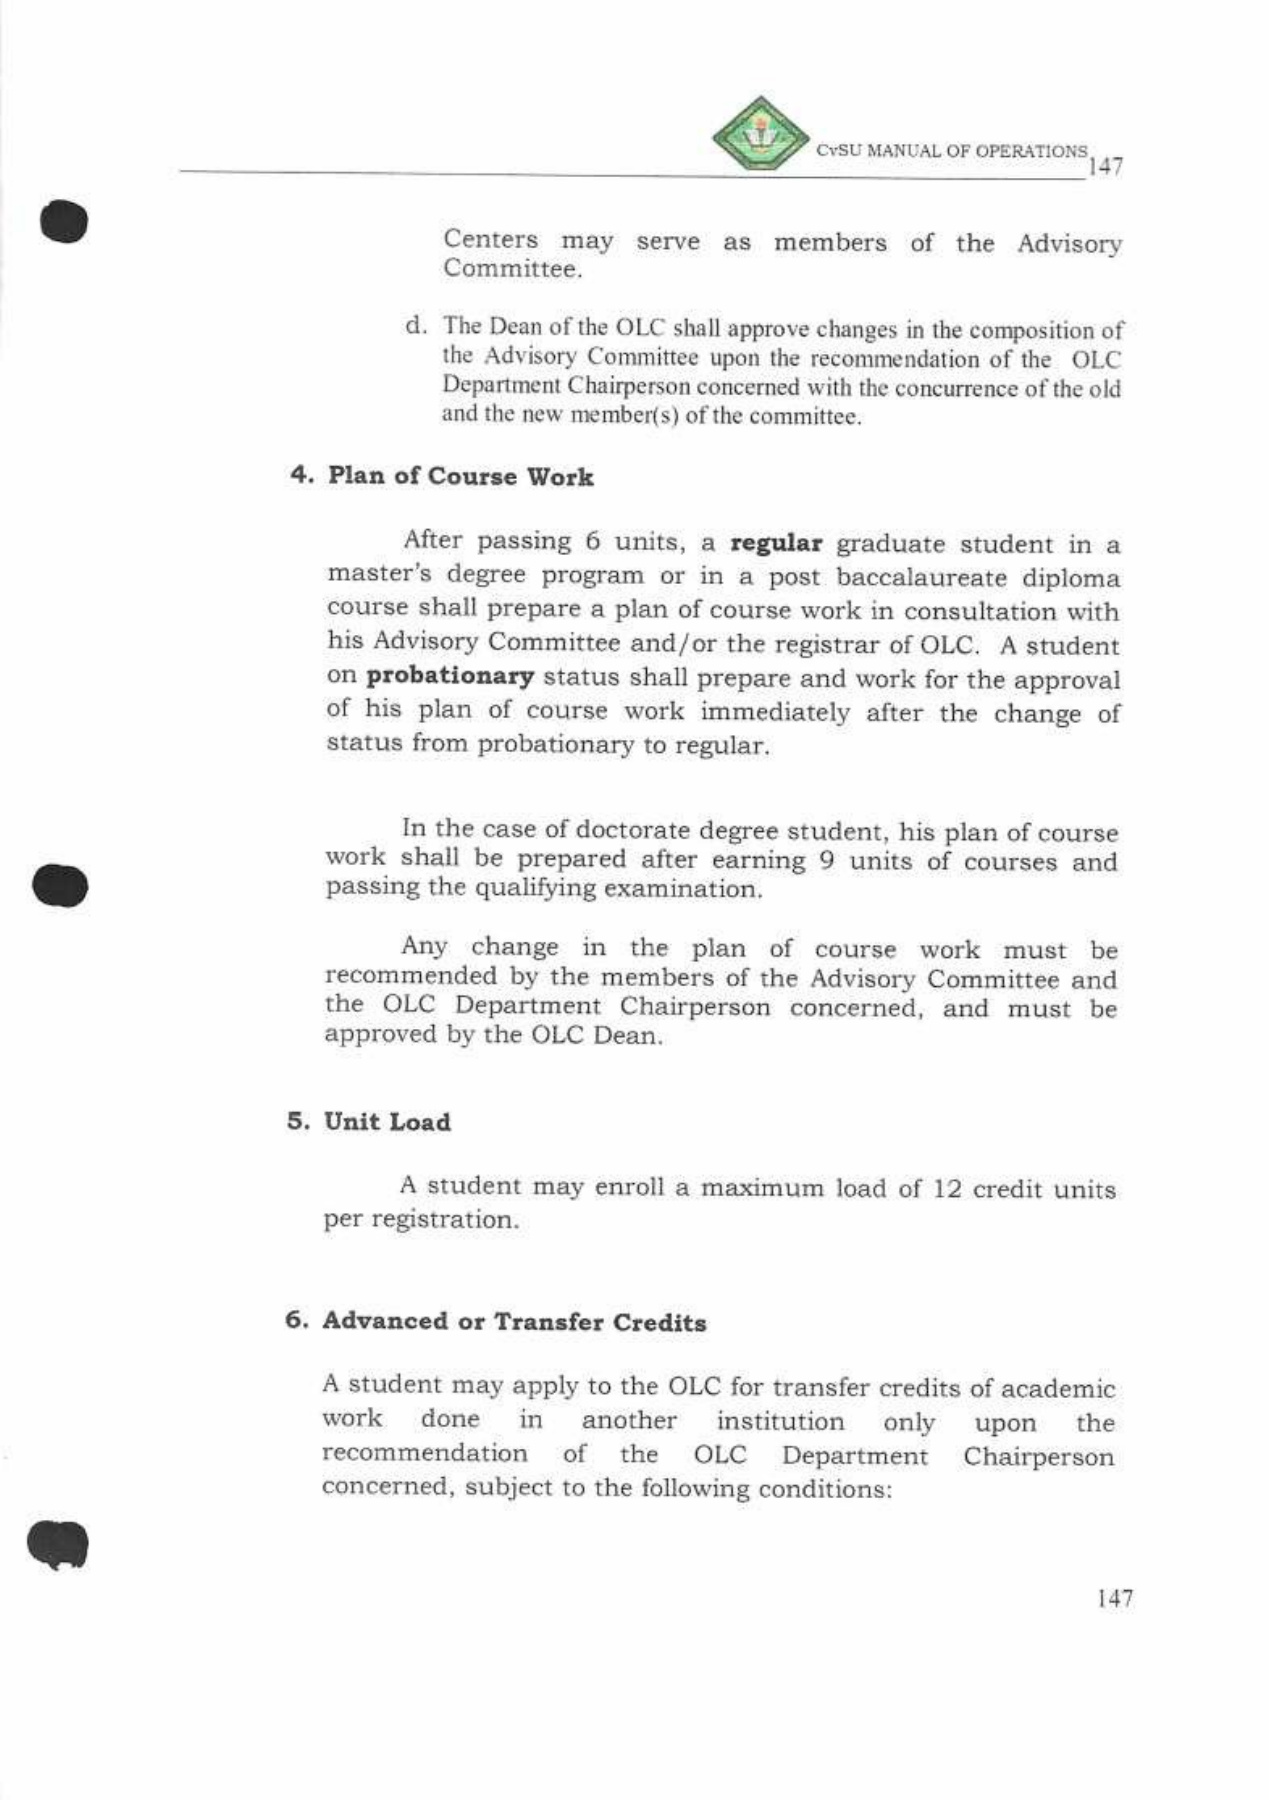 CvSU MANUAL OF OPERATIONS 147
Centers may serve as members of the Advisory
Committee.
d. The Dean of the OLC shall approve changes in the composition of
the Advisory Committee upon the recommendation of the OLC
Department Chairperson concerned with the concurrence of the old
and the new member(s) of the committee.
4. Plan of Course Work
After passing 6 units, a regular graduate student in a
master's degree program or in a post baccalaureate diploma
course shall prepare a plan of course work in consultation with
his Advisory Committee and/or the registrar of OLC. A student
on probationary status shall prepare and work for the approval
of his plan of course work immediately after the change of
status from probationary to regular.
In the case of doctorate degree student, his plan of course
work shall be prepared after earning 9 units of courses and
passing the qualifying examination.
Any change in the plan of course work must be
recommended by the members of the Advisory Committee and
the OLC Department Chairperson concerned, and must be
approved by the OLC Dean.
5. Unit Load
A student may enroll a maximum load of 12 credit units
per registration.
6. Advanced or Transfer Credits
A student may apply to the OLC for transfer credits of academic
work done in another institution only upon the
recommendation of the OLC Department Chairperson
concerned, subject to the following conditions:
147